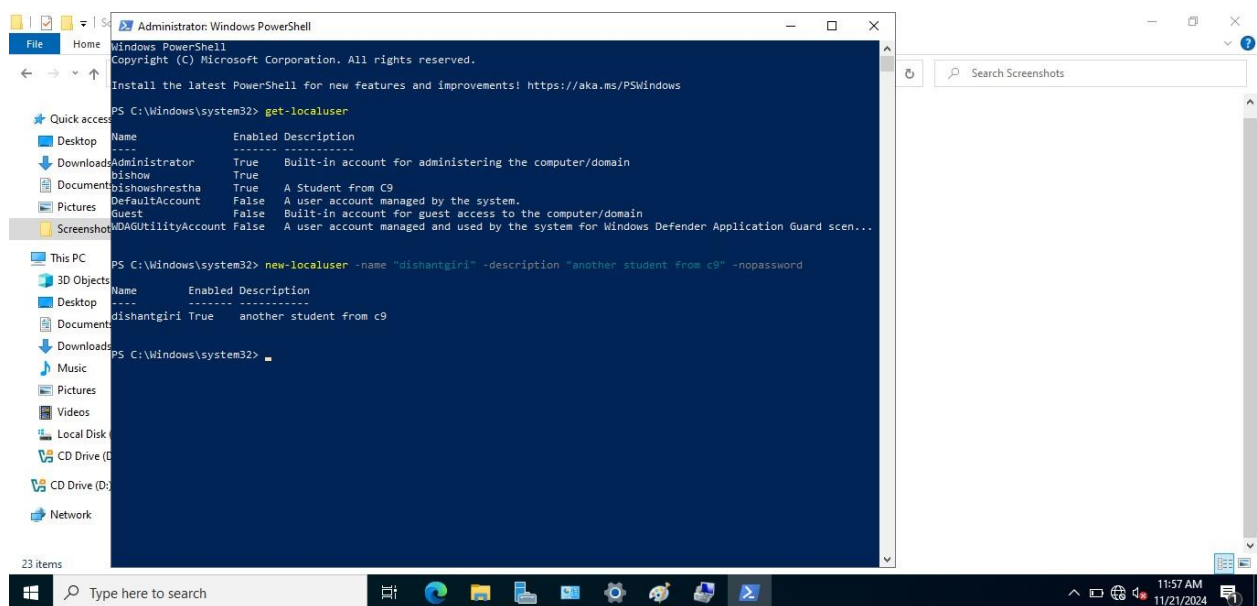 Administrator: Windows PowerShell
File
Home
Search Screenshots
Windows PowerShell
Copyright (C) Microsoft Corporation. All rights reserved.
Install the latest PowerShell for new features and improvements! https://aka.ms/PSWindows
PS C:\Windows\system32> get-localuser
Name Enabled Description
---- ------- -----------
Administrator True Built-in account for administering the computer/domain
bishow True
bishowshrestha True A Student from C9
DefaultAccount False A user account managed by the system.
Guest False Built-in account for guest access to the computer/domain
WDAGUtilityAccount False A user account managed and used by the system for Windows Defender Application Guard scen...
PS C:\Windows\system32> new-localuser -name "dishantgiri" -description "another student from c9" -nopassword
Name Enabled Description
---- ------- -----------
dishantgiri True another student from c9
PS C:\Windows\system32>
Quick access
Desktop
Downloads
Documents
Pictures
Screenshot
This PC
3D Objects
Desktop
Documents
Downloads
Music
Pictures
Videos
Local Disk (
CD Drive (D
CD Drive (D:)
Network
23 items
Type here to search
11:57 AM
11/21/2024